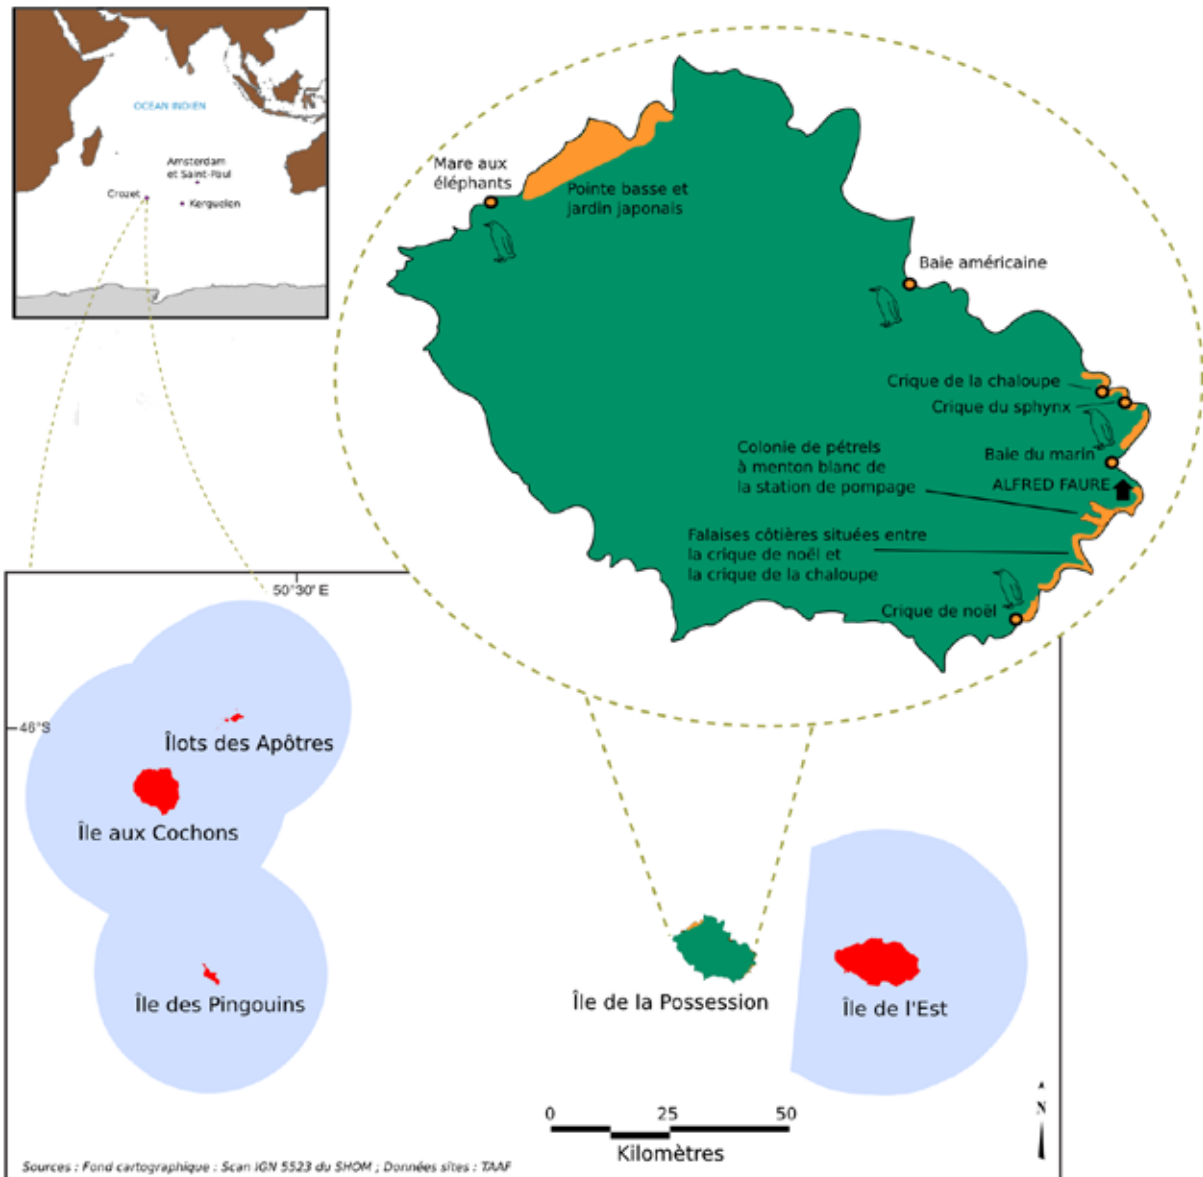 OCEAN INDIEN
Amsterdam
et Saint-Paul
Crozet
Kerguelen
Mare aux
éléphants
Pointe basse et
jardin japonais
Baie américaine
Crique de la chaloupe
Crique du sphynx
Colonie de pétrels
à menton blanc de
la station de pompage
Baie du marin
ALFRED FAURE
Falaises côtières situées entre
la crique de noël et
la crique de la chaloupe
Crique de noël
50°30' E
46°S
Îlots des Apôtres
Île aux Cochons
Île des Pingouins
Île de la Possession
Île de l'Est
0 25 50
Kilomètres
N
Sources : Fond cartographique : Scan IGN 5523 du SHOM ; Données sites : TAAF